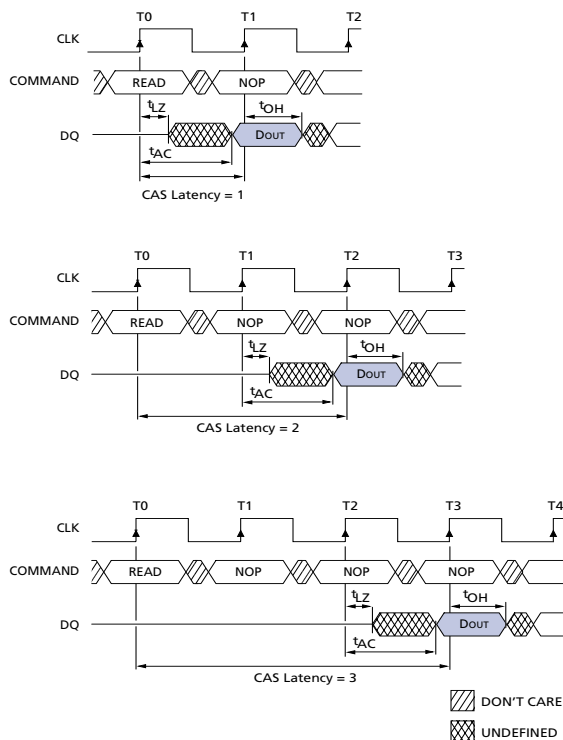 T0 T1 T2
CLK
COMMAND READ NOP
tLZ tOH
DQ DOUT
tAC
CAS Latency = 1
T0 T1 T2 T3
CLK
COMMAND READ NOP NOP
tLZ tOH
DQ DOUT
tAC
CAS Latency = 2
T0 T1 T2 T3 T4
CLK
COMMAND READ NOP NOP NOP
tLZ tOH
DQ DOUT
tAC
CAS Latency = 3
DON'T CARE
UNDEFINED